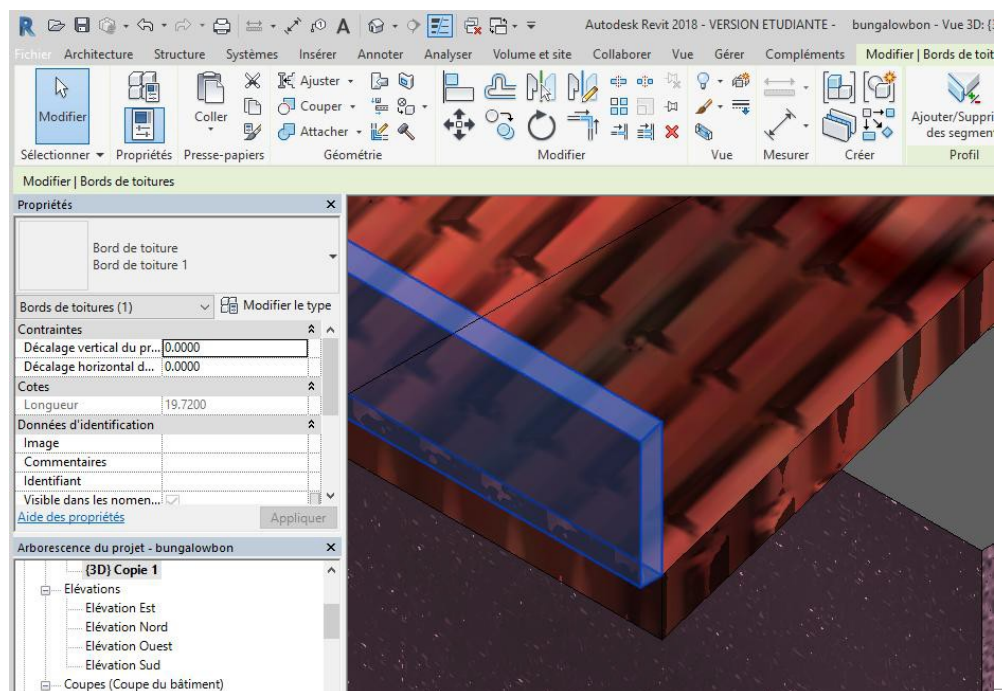 R A Autodesk Revit 2018 - VERSION ETUDIANTE - bungalowbon - Vue 3D: {3
Fichier Architecture Structure Systèmes Insérer Annoter Analyser Volume et site Collaborer Vue Gérer Compléments Modifier | Bords de toit
Modifier
Coller
Ajuster
Couper
Attacher
Ajouter/Suppri
des segment
Sélectionner Propriétés Presse-papiers Géométrie Modifier Vue Mesurer Créer Profil
Modifier | Bords de toitures
Propriétés
Bord de toiture
Bord de toiture 1
Bords de toitures (1) Modifier le type
Contraintes
Décalage vertical du pr... 0.0000
Décalage horizontal d... 0.0000
Cotes
Longueur 19.7200
Données d'identification
Image
Commentaires
Identifiant
Visible dans les nomen...
Aide des propriétés Appliquer
Arborescence du projet - bungalowbon
{3D} Copie 1
Elévations
Elévation Est
Elévation Nord
Elévation Ouest
Elévation Sud
Coupes (Coupe du bâtiment)